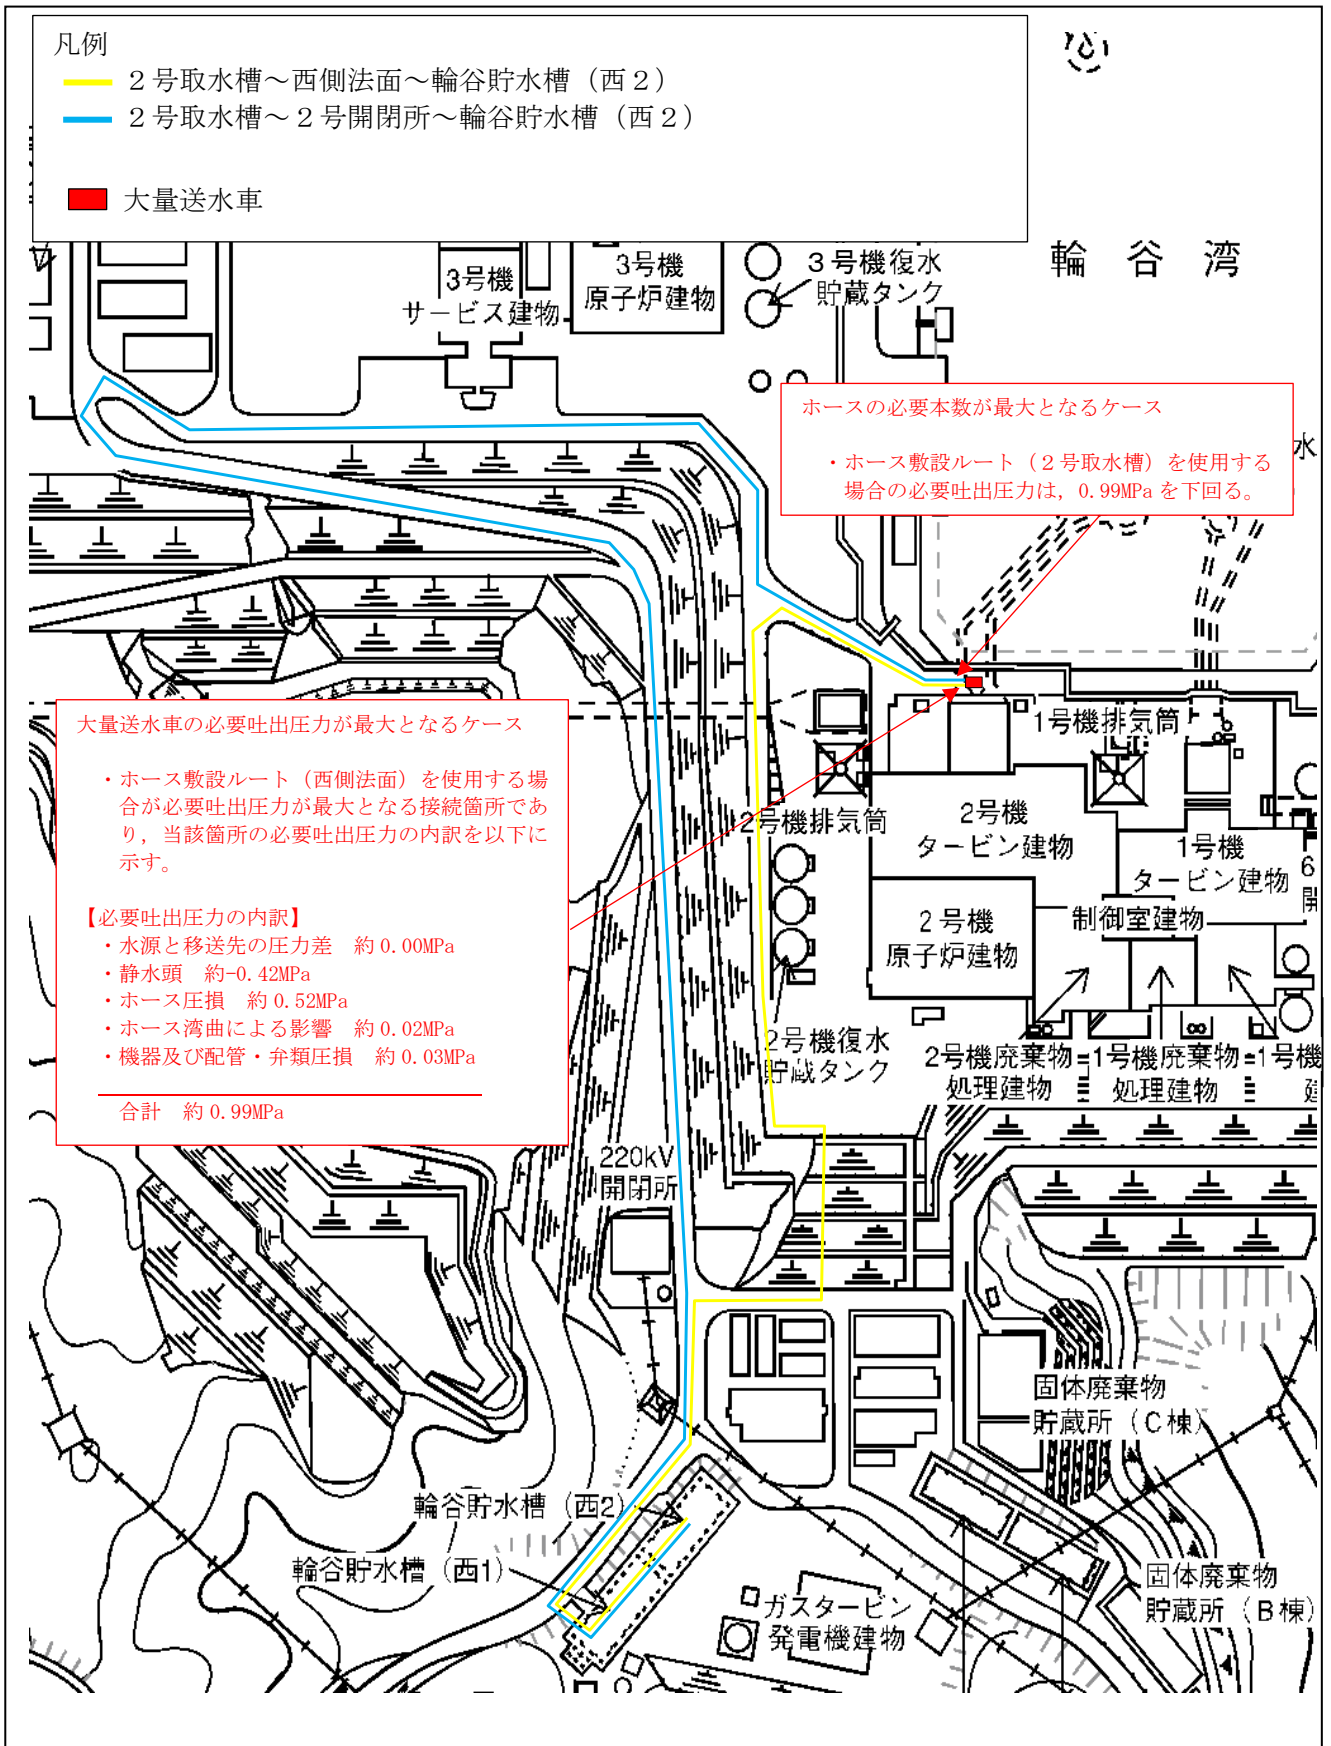 凡例
2号取水槽～西側法面～輪谷貯水槽（西２）
2号取水槽～２号開閉所～輪谷貯水槽（西２）
大量送水車
輪 谷 湾
3号機
サービス建物
3号機
原子炉建物
３号機復水
貯蔵タンク
ホースの必要本数が最大となるケース
・ホース敷設ルート（２号取水槽）を使用する
場合の必要吐出圧力は，0.99MPa を下回る。
水
大量送水車の必要吐出圧力が最大となるケース
・ホース敷設ルート（西側法面）を使用する場
合が必要吐出圧力が最大となる接続箇所であ
り，当該箇所の必要吐出圧力の内訳を以下に
示す。
【必要吐出圧力の内訳】
・水源と移送先の圧力差　約 0.00MPa
・静水頭　約-0.42MPa
・ホース圧損　約 0.52MPa
・ホース湾曲による影響　約 0.02MPa
・機器及び配管・弁類圧損　約 0.03MPa
合計　約 0.99MPa
1号機排気筒
2号機排気筒
2号機
タービン建物
1号機
タービン建物
6
開
２号機
原子炉建物
制御室建物
2号機復水
貯蔵タンク
2号機廃棄物
処理建物
1号機廃棄物
処理建物
1号機
建
220kV
開閉所
固体廃棄物
貯蔵所（C棟）
輪谷貯水槽（西2）
輪谷貯水槽（西1）
ガスタービン
発電機建物
固体廃棄物
貯蔵所（B棟）